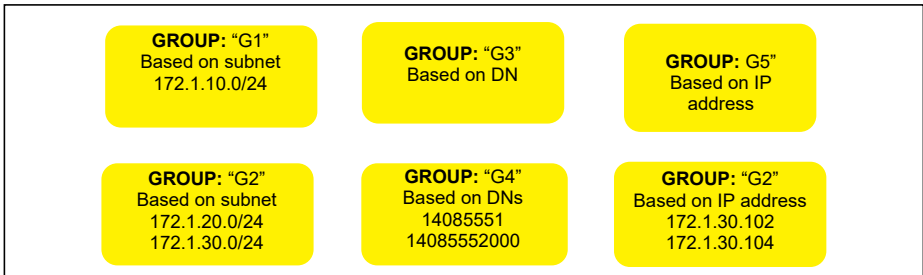 GROUP: “G1”
Based on subnet
172.1.10.0/24
GROUP: “G3”
Based on DN
GROUP: G5”
Based on IP
address
GROUP: “G2”
Based on subnet
172.1.20.0/24
172.1.30.0/24
GROUP: “G4”
Based on DNs
14085551
14085552000
GROUP: “G2”
Based on IP address
172.1.30.102
172.1.30.104